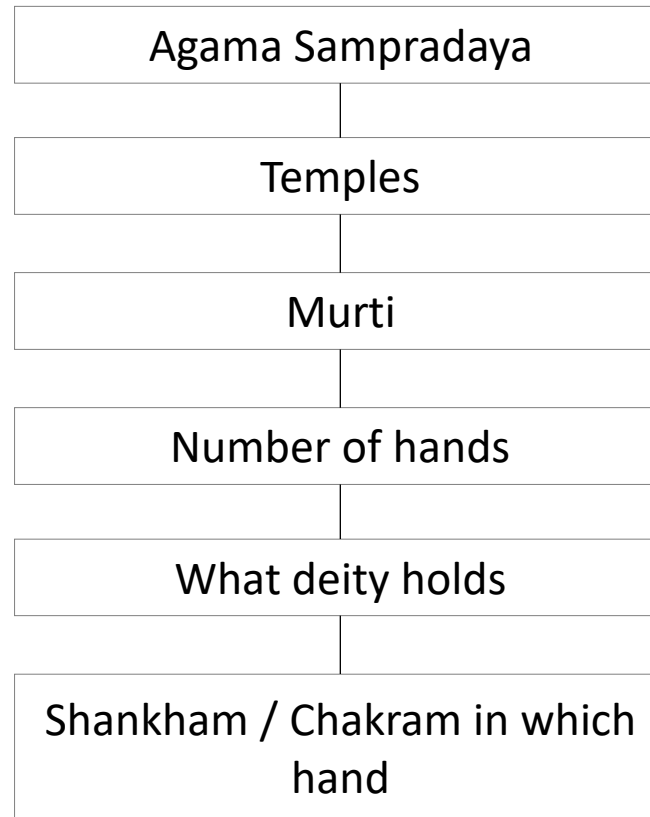 Agama Sampradaya
Temples
Murti
Number of hands
What deity holds
Shankham / Chakram in which
hand